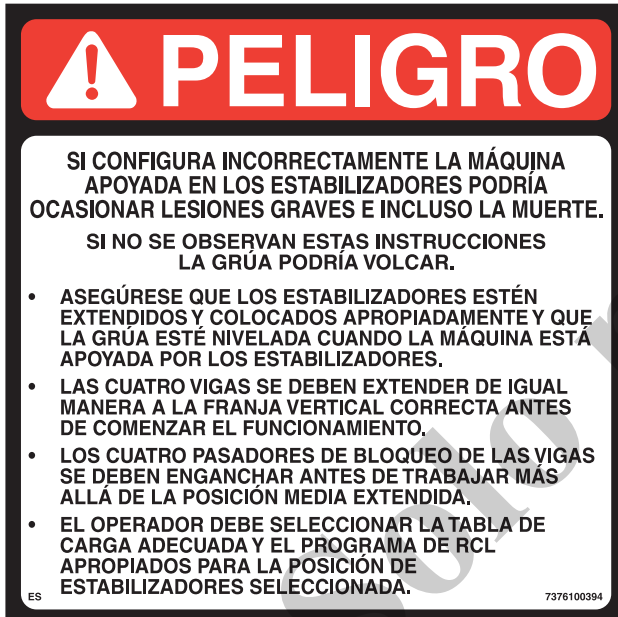 PELIGRO
SI CONFIGURA INCORRECTAMENTE LA MÁQUINA
APOYADA EN LOS ESTABILIZADORES PODRÍA
OCASIONAR LESIONES GRAVES E INCLUSO LA MUERTE.
SI NO SE OBSERVAN ESTAS INSTRUCCIONES
LA GRÚA PODRÍA VOLCAR.
• ASEGÚRESE QUE LOS ESTABILIZADORES ESTÉN
EXTENDIDOS Y COLOCADOS APROPIADAMENTE Y QUE
LA GRÚA ESTÉ NIVELADA CUANDO LA MÁQUINA ESTÁ
APOYADA POR LOS ESTABILIZADORES.
• LAS CUATRO VIGAS SE DEBEN EXTENDER DE IGUAL
MANERA A LA FRANJA VERTICAL CORRECTA ANTES
DE COMENZAR EL FUNCIONAMIENTO.
• LOS CUATRO PASADORES DE BLOQUEO DE LAS VIGAS
SE DEBEN ENGANCHAR ANTES DE TRABAJAR MÁS
ALLÁ DE LA POSICIÓN MEDIA EXTENDIDA.
• EL OPERADOR DEBE SELECCIONAR LA TABLA DE
CARGA ADECUADA Y EL PROGRAMA DE RCL
APROPIADOS PARA LA POSICIÓN DE
ESTABILIZADORES SELECCIONADA.
ES 7376100394
Solo